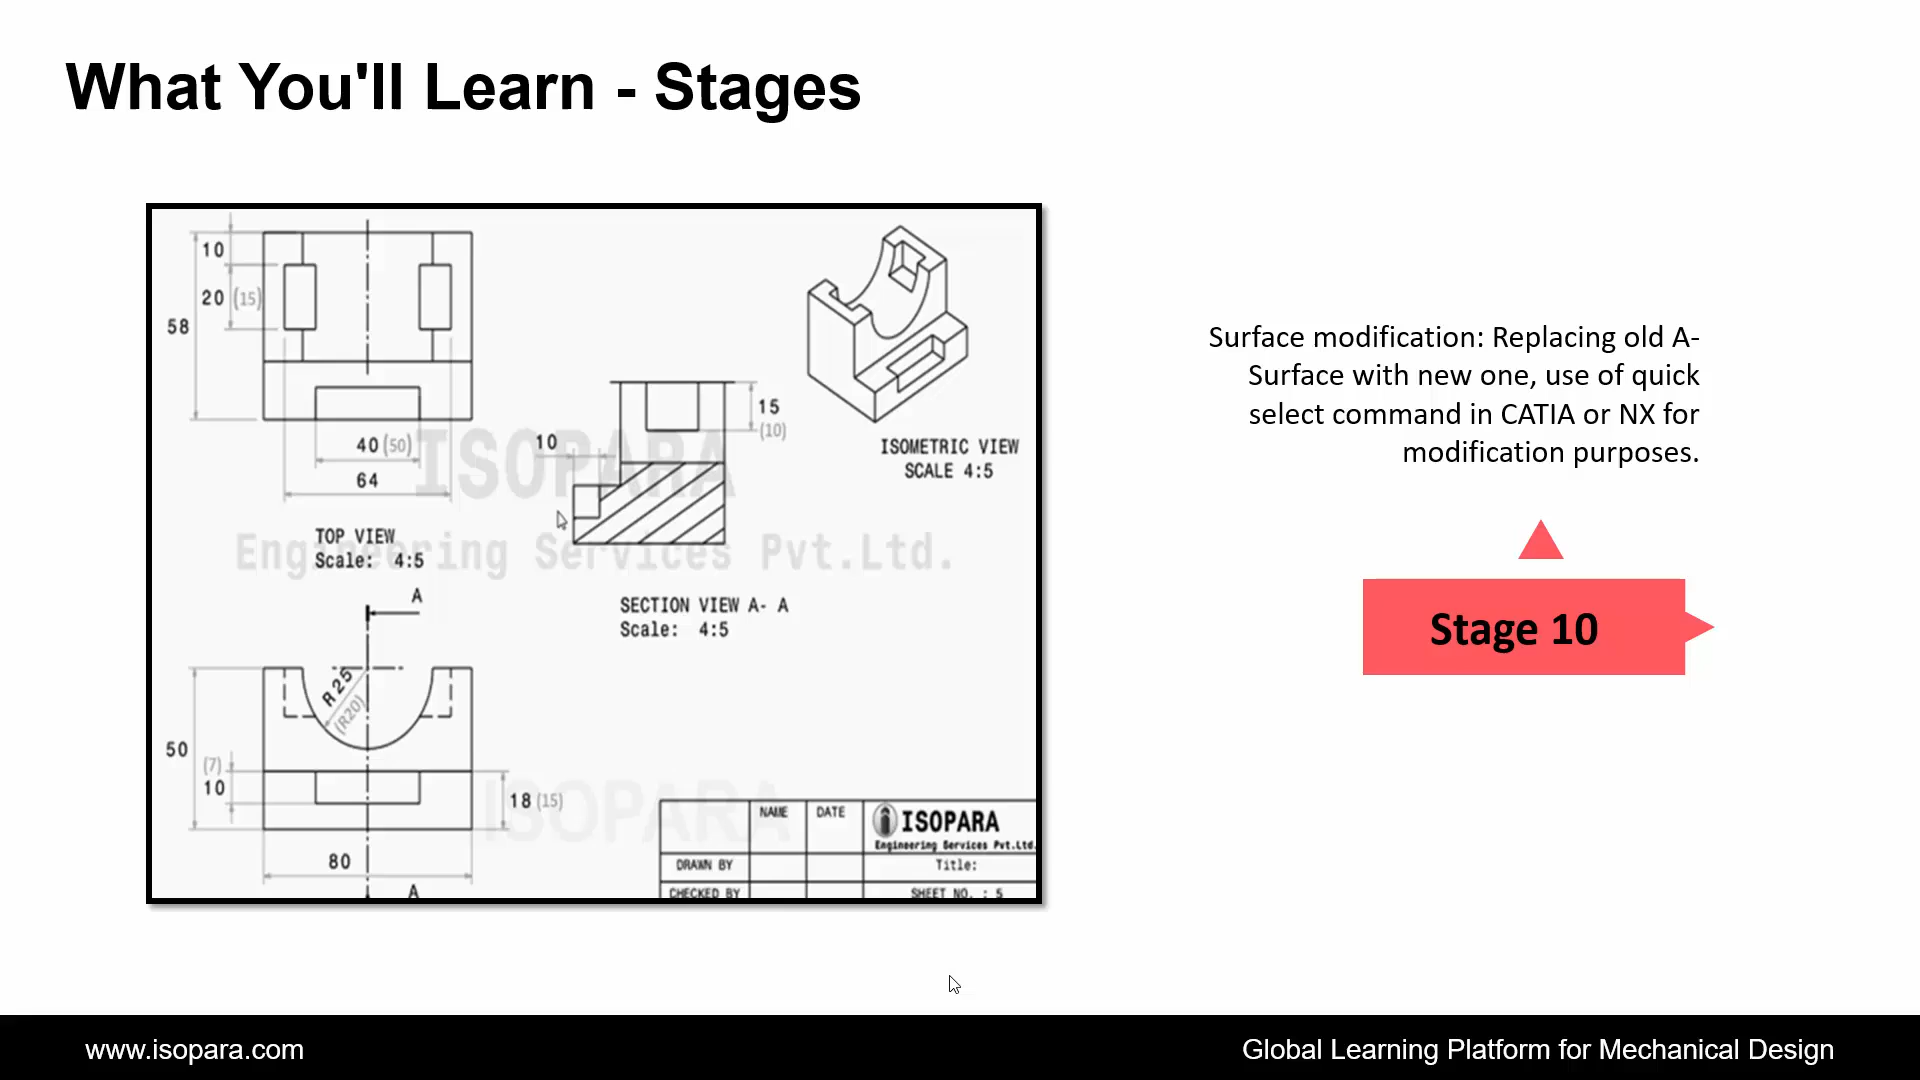 What You'll Learn - Stages
10
20 (15)
58
40 (50)
64
TOP VIEW
Scale: 4:5
ISOPARA
Engineering Services Pvt.Ltd.
10
15
(10)
SECTION VIEW A- A
Scale: 4:5
ISOMETRIC VIEW
SCALE 4:5
A
R25
(R20)
50
(7)
10
18 (15)
80
A
ISOPARA
NAME DATE
DRAWN BY
CHECKED BY
ISOPARA
Engineering Services Pvt.Ltd.
Title:
SHEET NO. : 5
Surface modification: Replacing old A-
Surface with new one, use of quick
select command in CATIA or NX for
modification purposes.
Stage 10
www.isopara.com
Global Learning Platform for Mechanical Design